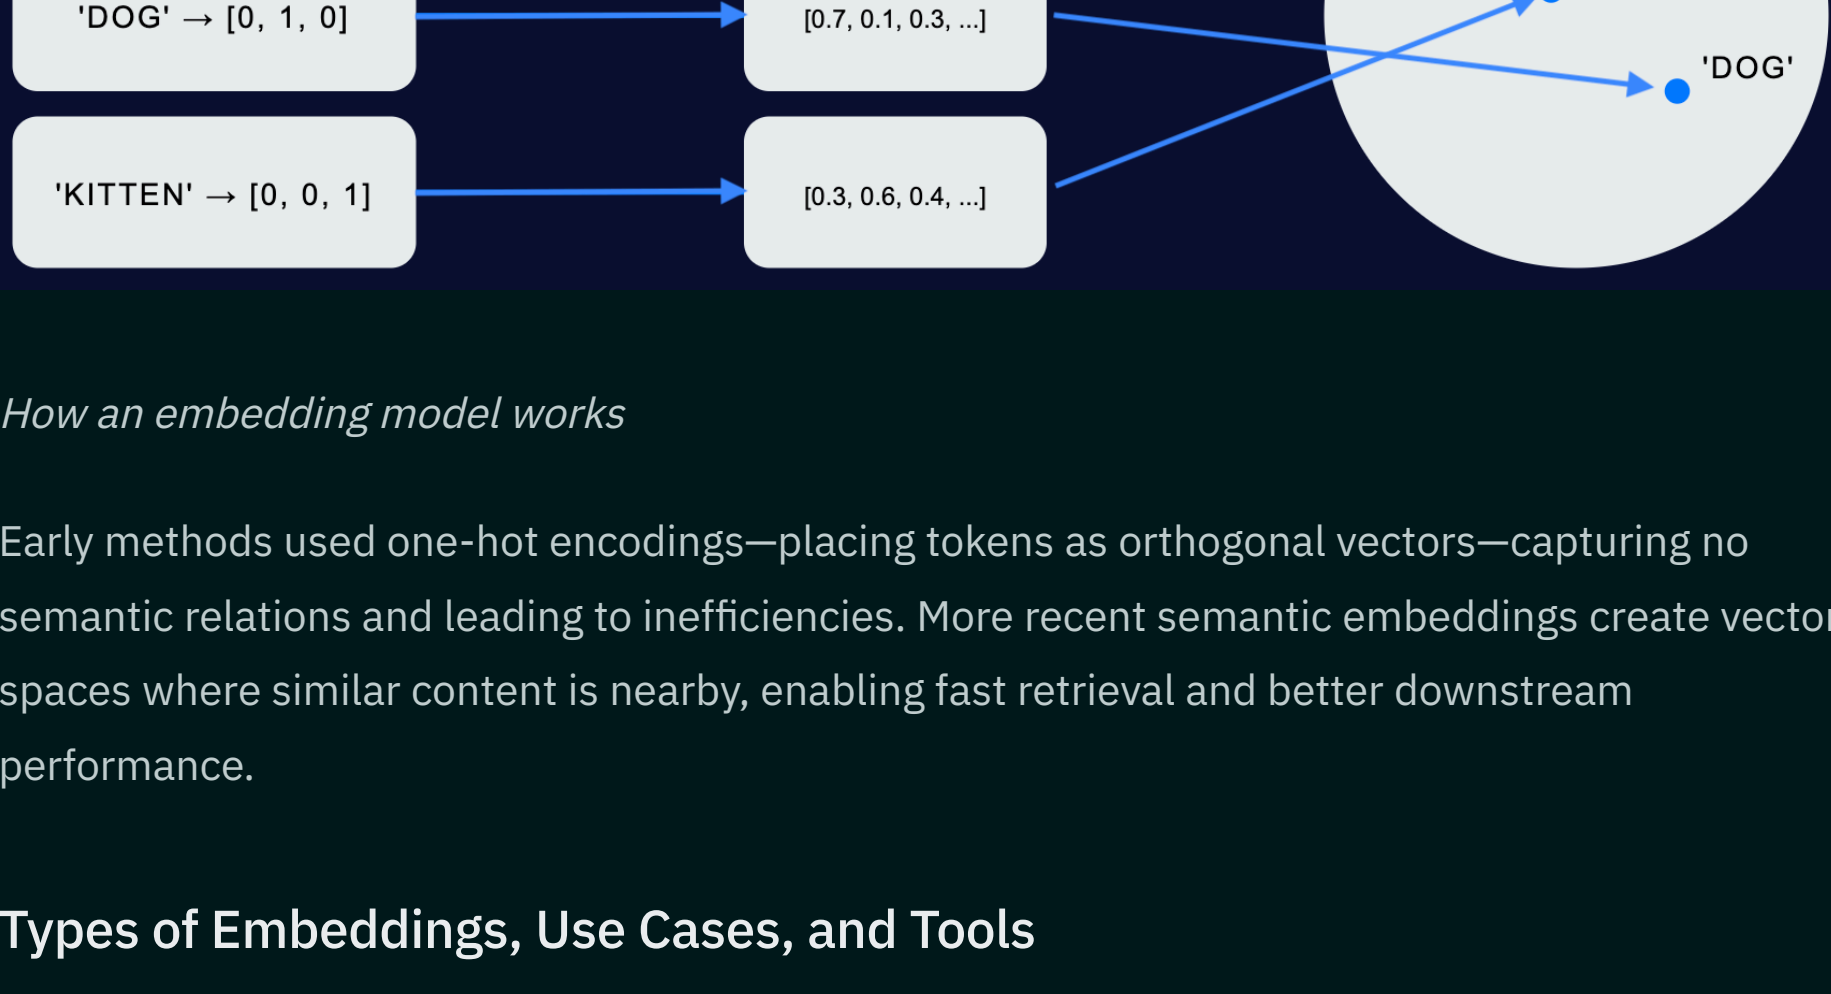 'DOG' → [0, 1, 0]
[0.7, 0.1, 0.3, ...]
'DOG'
'KITTEN' → [0, 0, 1]
[0.3, 0.6, 0.4, ...]
How an embedding model works
Early methods used one-hot encodings—placing tokens as orthogonal vectors—capturing no
semantic relations and leading to inefficiencies. More recent semantic embeddings create vector
spaces where similar content is nearby, enabling fast retrieval and better downstream
performance.
Types of Embeddings, Use Cases, and Tools